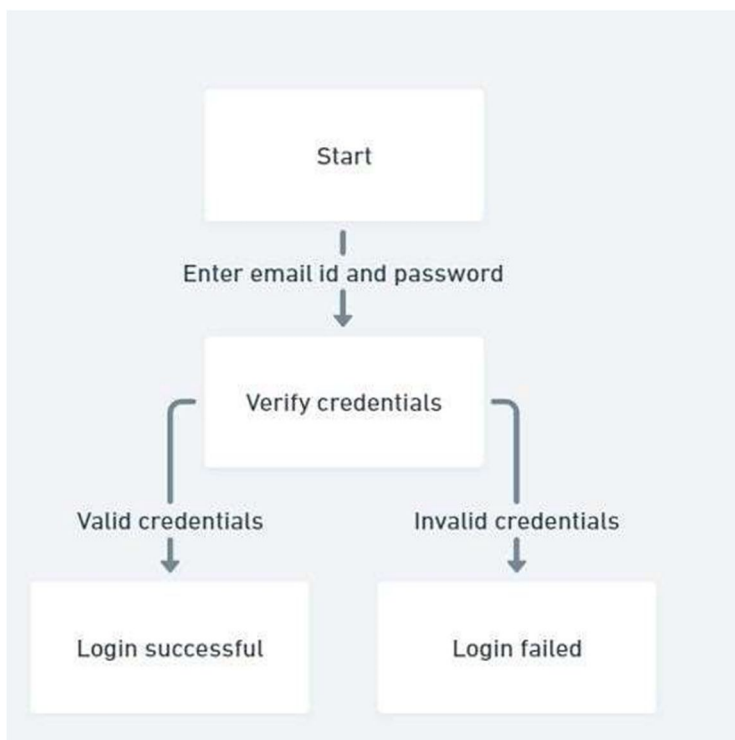 Start
Enter email id and password
Verify credentials
Valid credentials
Invalid credentials
Login successful
Login failed